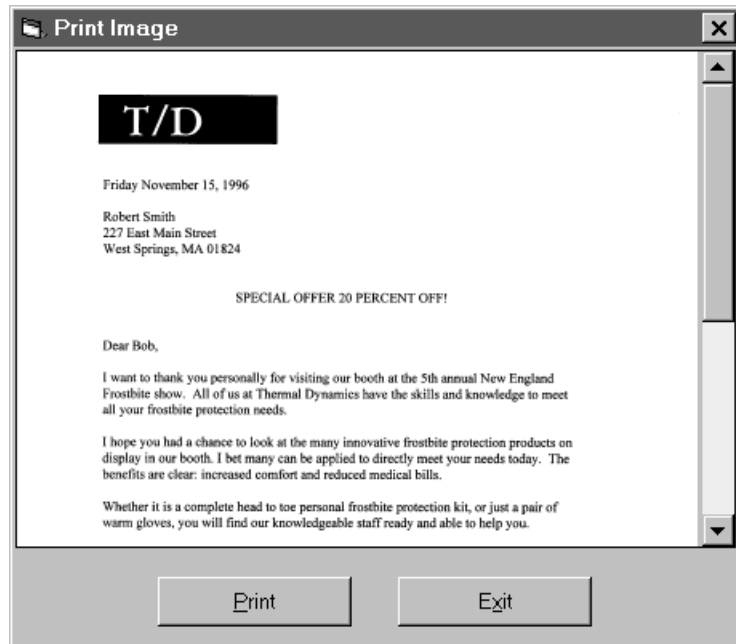 Print Image
T/D
Friday November 15, 1996
Robert Smith
227 East Main Street
West Springs, MA 01824
SPECIAL OFFER 20 PERCENT OFF!
Dear Bob,
I want to thank you personally for visiting our booth at the 5th annual New England
Frostbite show.  All of us at Thermal Dynamics have the skills and knowledge to meet
all your frostbite protection needs.
I hope you had a chance to look at the many innovative frostbite protection products on
display in our booth. I bet many can be applied to directly meet your needs today.  The
benefits are clear: increased comfort and reduced medical bills.
Whether it is a complete head to toe personal frostbite protection kit, or just a pair of
warm gloves, you will find our knowledgeable staff ready and able to help you.
Print
Exit